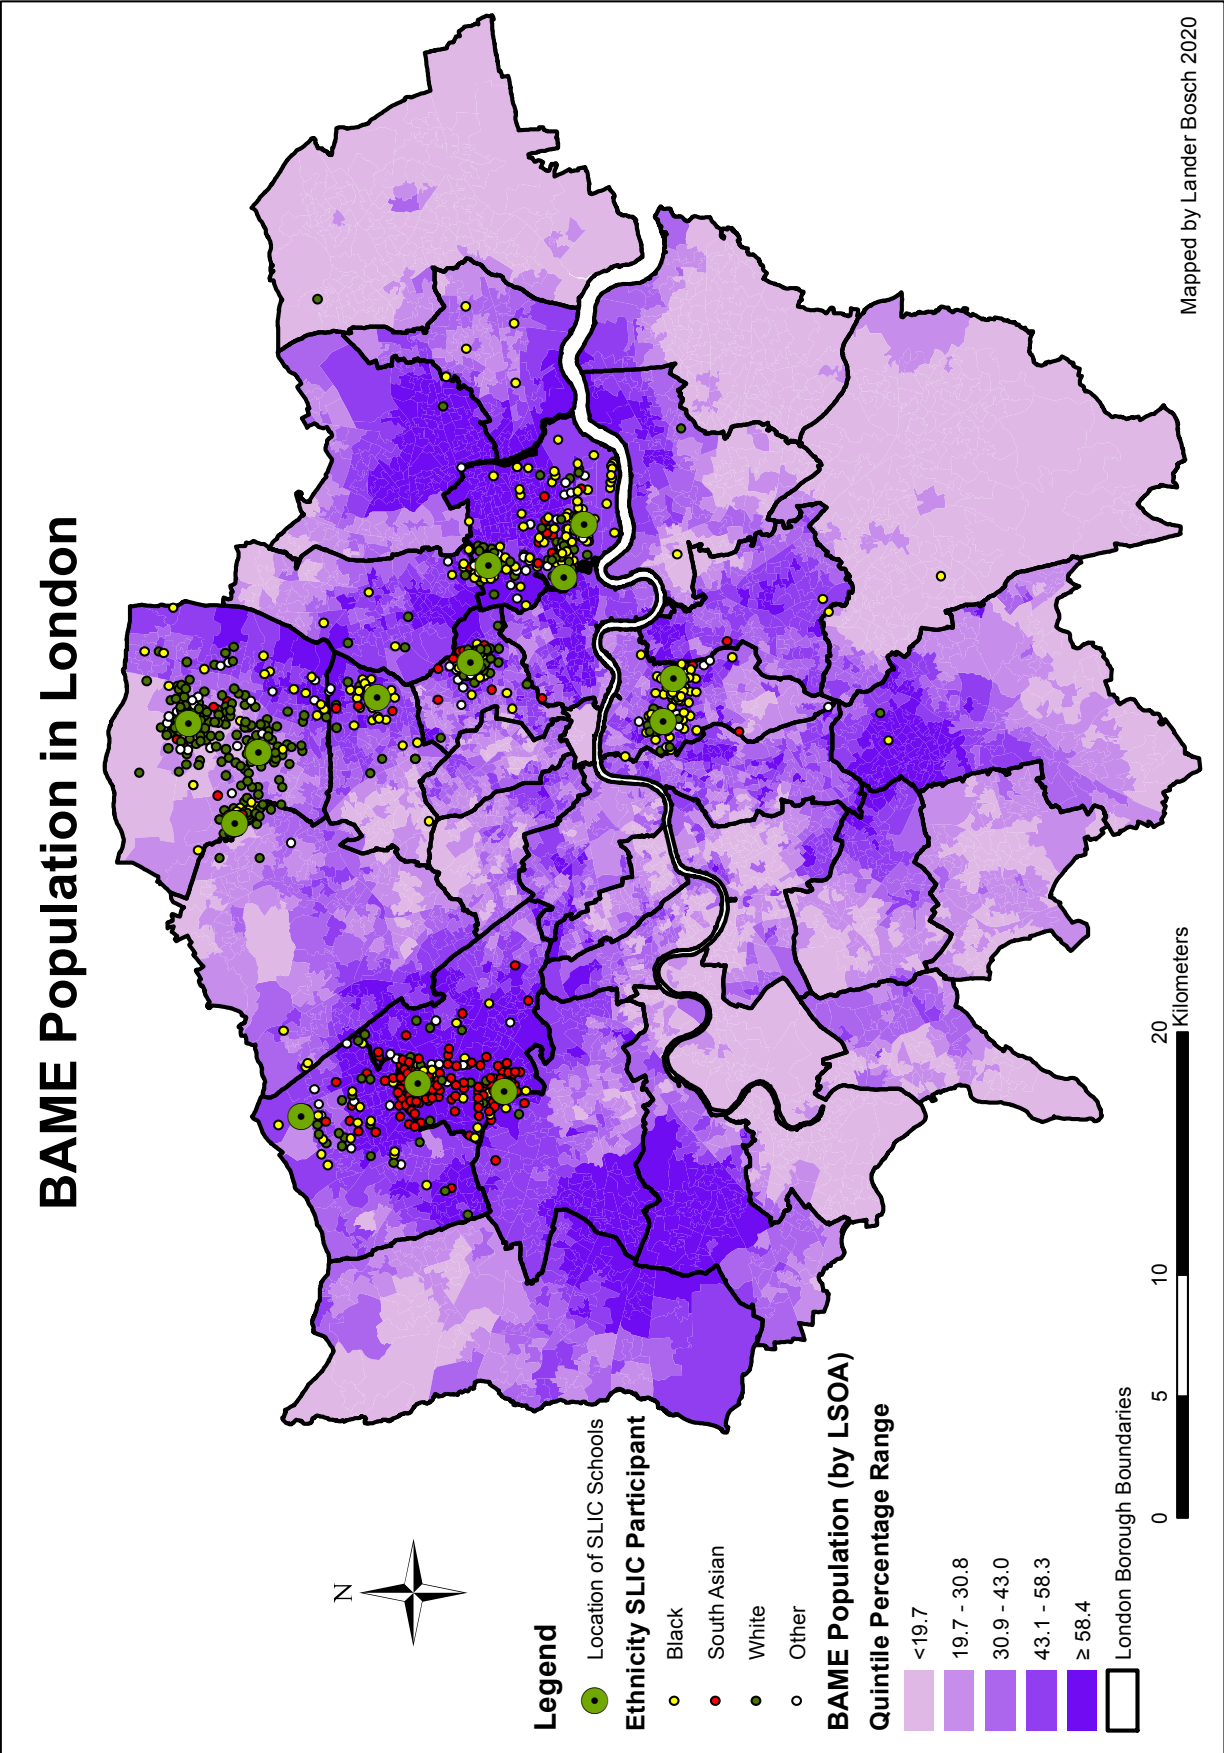 BAME Population in London
N
Legend
Location of SLIC Schools
Ethnicity SLIC Participant
Black
South Asian
White
Other
BAME Population (by LSOA)
Quintile Percentage Range
<19.7
19.7 - 30.8
30.9 - 43.0
43.1 - 58.3
≥ 58.4
London Borough Boundaries
0 5 10 20
Kilometers
Mapped by Lander Bosch 2020